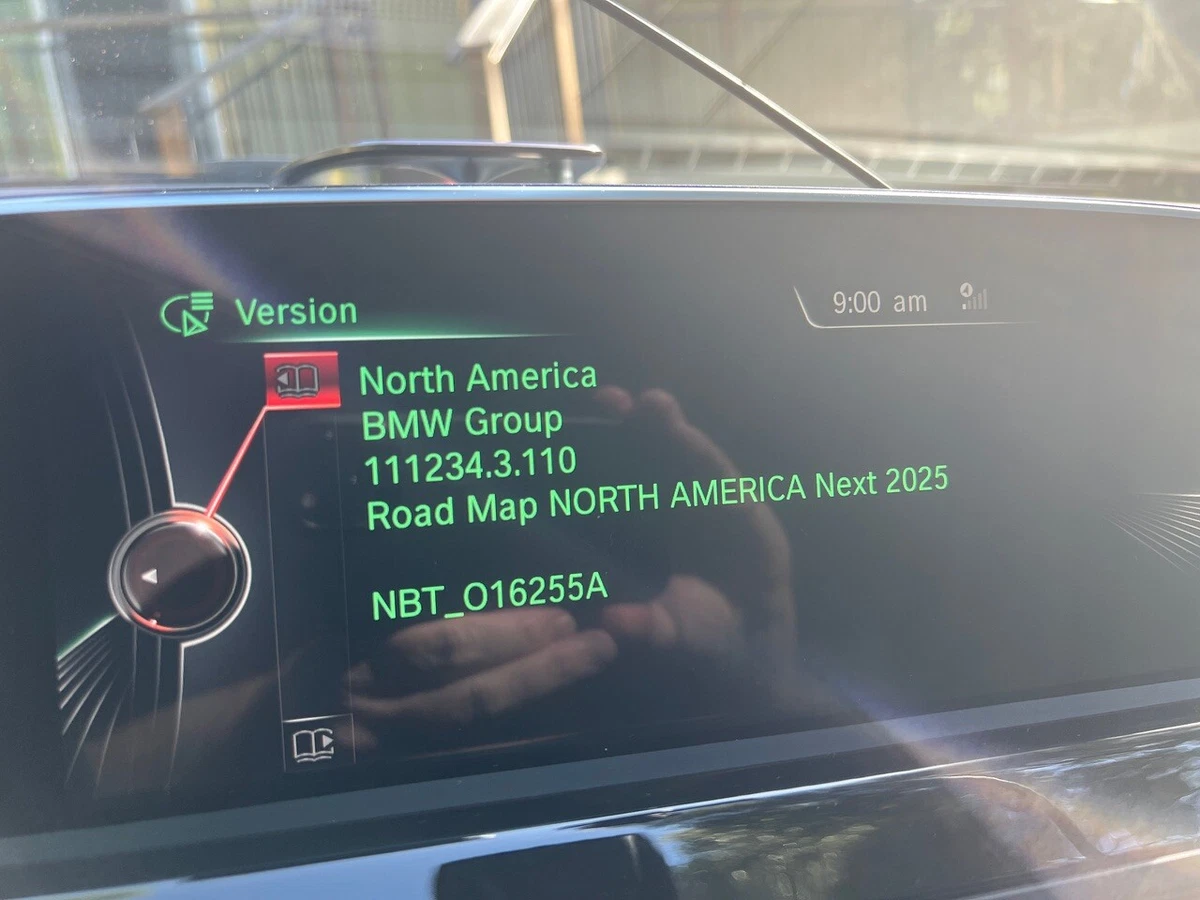 Version
9:00 am
North America
BMW Group
111234.3.110
Road Map NORTH AMERICA Next 2025
NBT_O16255A